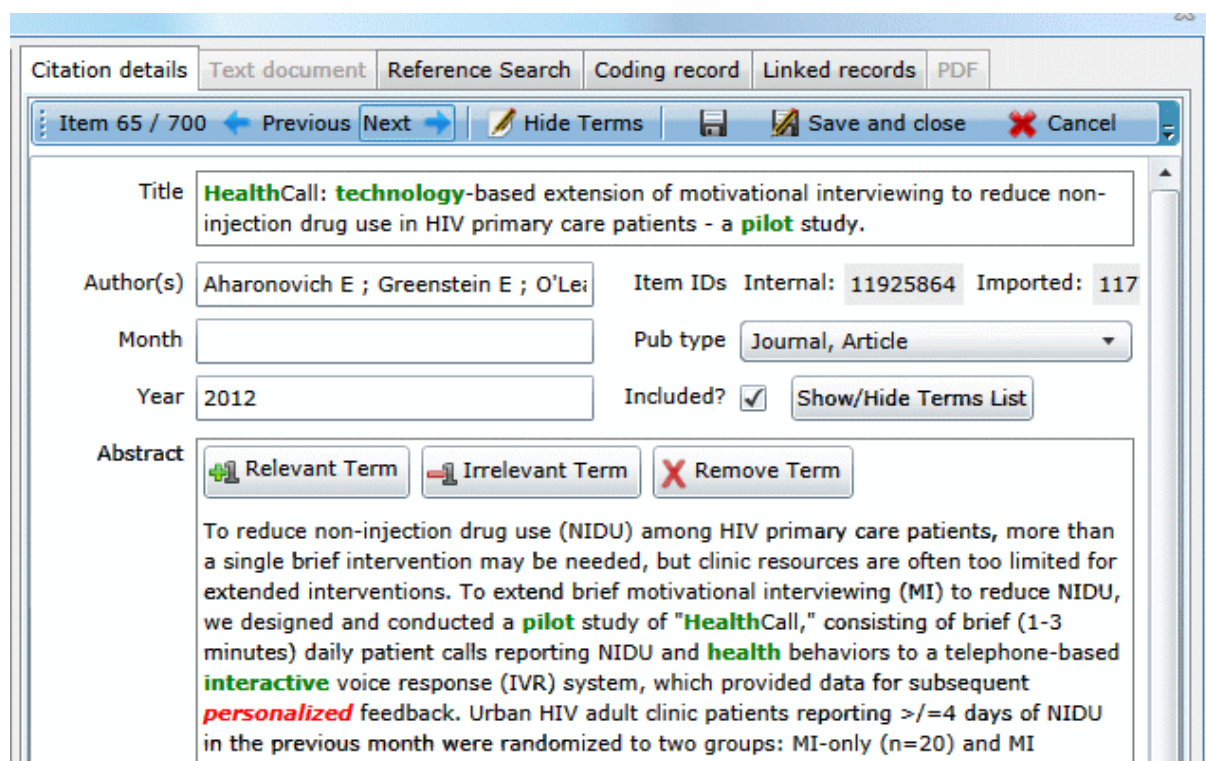 Citation details Text document Reference Search Coding record Linked records PDF
Item 65 / 700 Previous Next Hide Terms Save and close Cancel
Title HealthCall: technology-based extension of motivational interviewing to reduce non-
injection drug use in HIV primary care patients - a pilot study.
Author(s) Aharonovich E ; Greenstein E ; O'Lea Item IDs Internal: 11925864 Imported: 117
Month Pub type Journal, Article
Year 2012 Included? Show/Hide Terms List
Abstract +1 Relevant Term -1 Irrelevant Term Remove Term
To reduce non-injection drug use (NIDU) among HIV primary care patients, more than
a single brief intervention may be needed, but clinic resources are often too limited for
extended interventions. To extend brief motivational interviewing (MI) to reduce NIDU,
we designed and conducted a pilot study of "HealthCall," consisting of brief (1-3
minutes) daily patient calls reporting NIDU and health behaviors to a telephone-based
interactive voice response (IVR) system, which provided data for subsequent
personalized feedback. Urban HIV adult clinic patients reporting >/=4 days of NIDU
in the previous month were randomized to two groups: MI-only (n=20) and MI